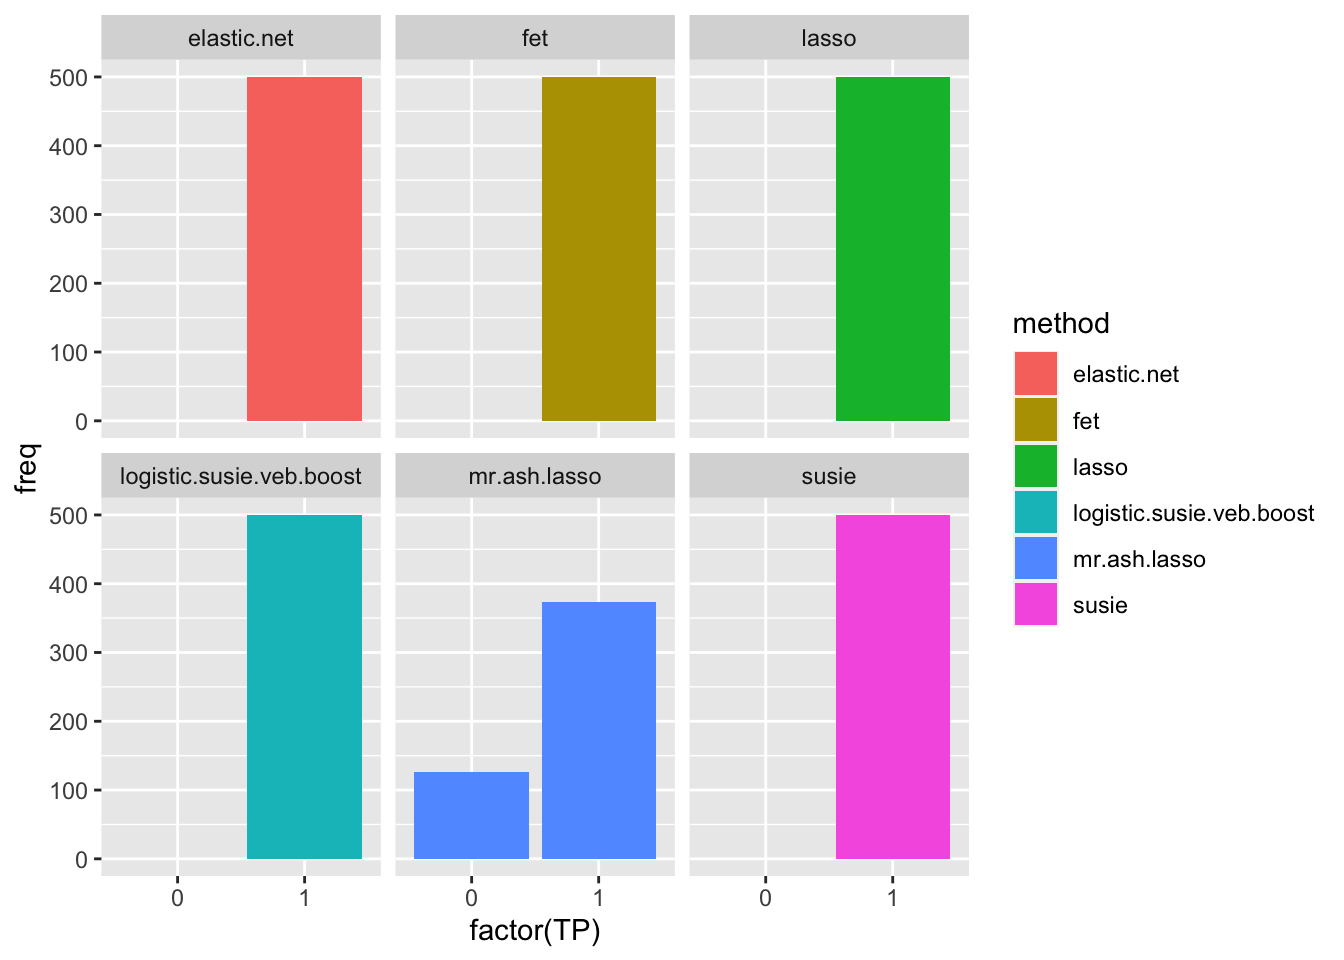 elastic.net
fet
lasso
500
400
300
200
100
0
logistic.susie.veb.boost
mr.ash.lasso
susie
500
400
300
200
100
0
freq
0 1
0 1
0 1
factor(TP)
method
elastic.net
fet
lasso
logistic.susie.veb.boost
mr.ash.lasso
susie